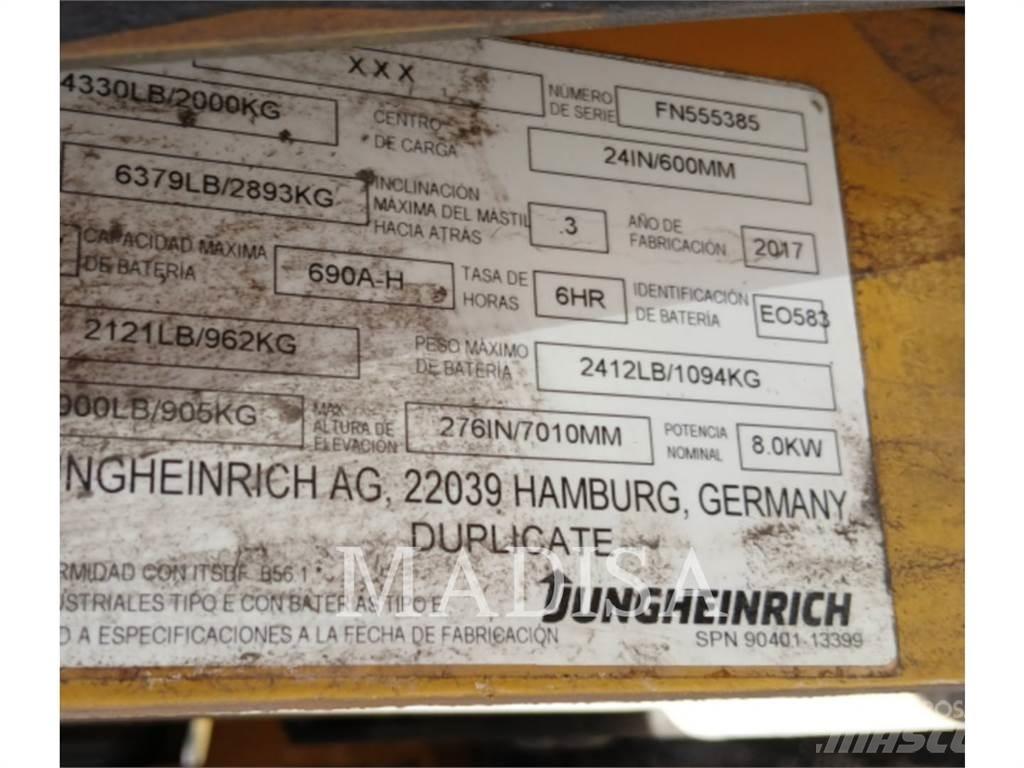 XXX
NÚMERO DE SERIE FN555385
4330LB/2000KG CENTRO DE CARGA 24IN/600MM
6379LB/2893KG INCLINACIÓN MÁXIMA DEL MÁSTIL HACIA ATRÁS .3 AÑO DE FABRICACIÓN 2017
CAPACIDAD MÁXIMA DE BATERÍA 690A-H TASA DE HORAS 6HR IDENTIFICACIÓN DE BATERÍA EO583
2121LB/962KG PESO MÁXIMO DE BATERÍA 2412LB/1094KG
900LB/905KG MAX ALTURA DE ELEVACIÓN 276IN/7010MM POTENCIA NOMINAL 8.0KW
NGHEINRICH AG, 22039 HAMBURG, GERMANY
DUPLICATE
MADISA
RMIDAD CON ITSDF B56.1
USTRIALES TIPO E CON BATERÍAS TIPO E
O A ESPECIFICACIONES A LA FECHA DE FABRICACIÓN
JUNGHEINRICH
SPN 90401-13399